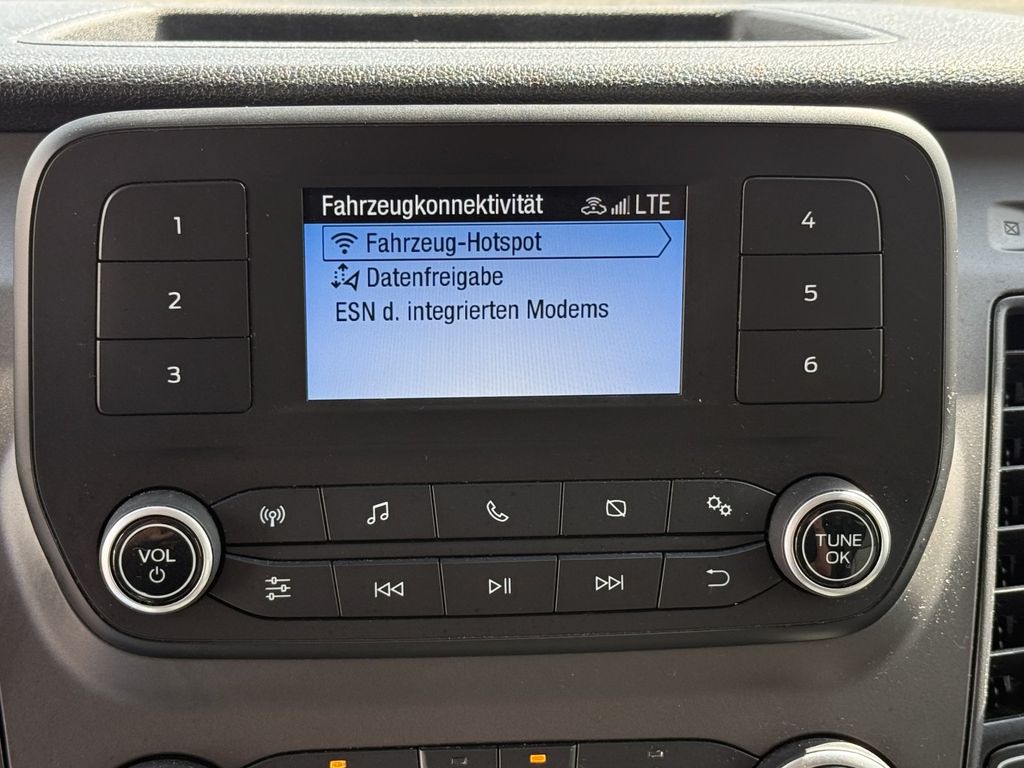 Fahrzeugkonnektivität LTE
Fahrzeug-Hotspot
Datenfreigabe
ESN d. integrierten Modems
1
2
3
4
5
6
VOL
TUNE
OK